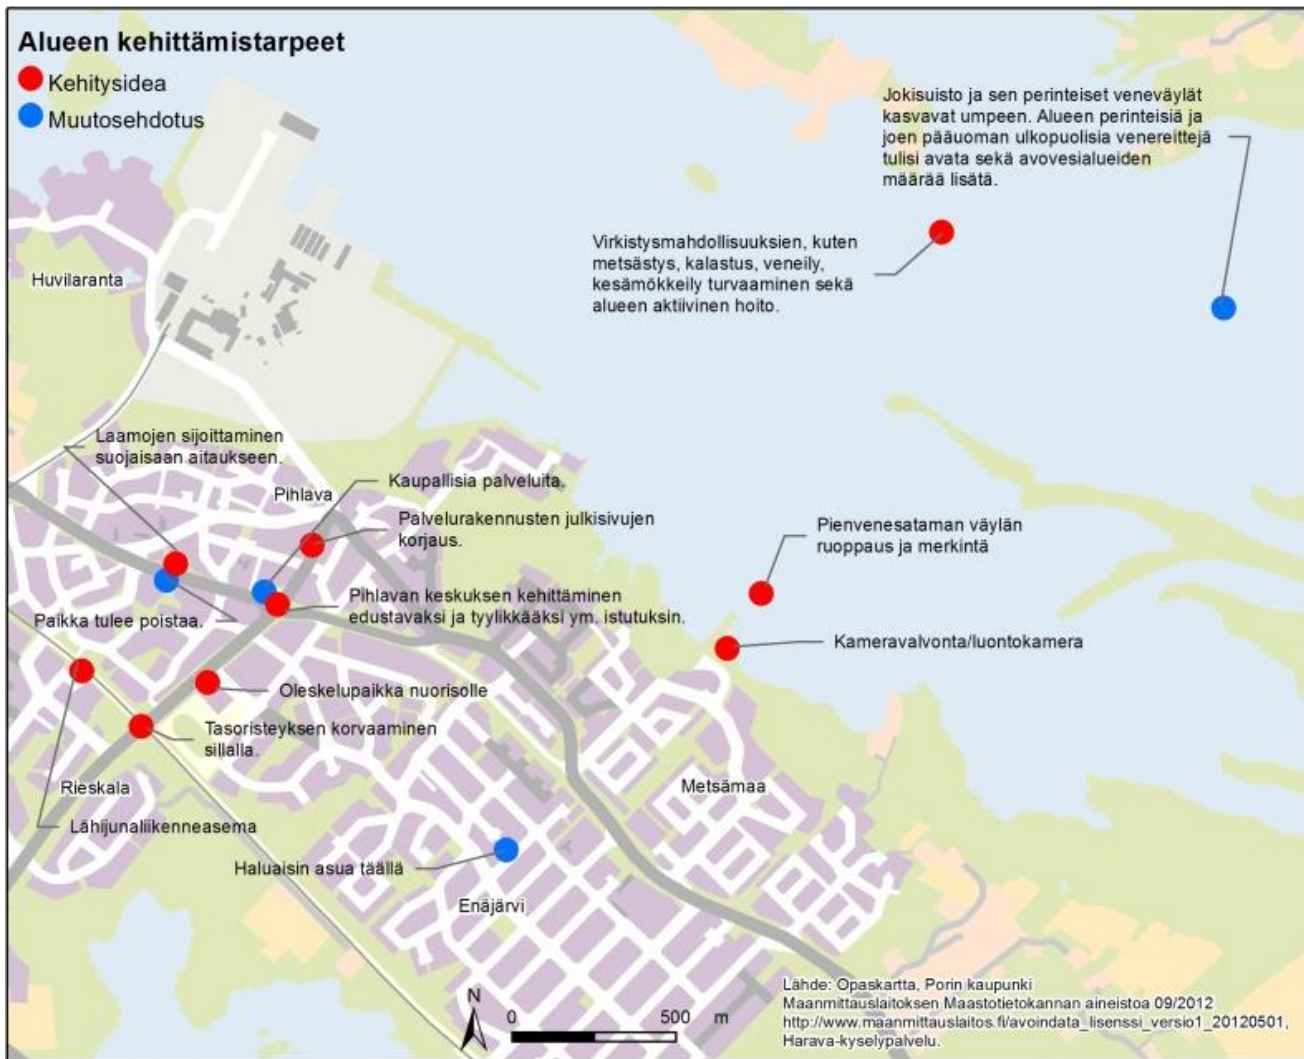 Alueen kehittämistarpeet
Kehitysidea
Muutosehdotus
Jokisuisto ja sen perinteiset veneväylät
kasvavat umpeen. Alueen perinteisiä ja
joen pääuoman ulkopuolisia venereittejä
tulisi avata sekä avovesialueiden
määrää lisätä.
Virkistysmahdollisuuksien, kuten
metsästys, kalastus, veneily,
kesämökkeily turvaaminen sekä
alueen aktiivinen hoito.
Huvilaranta
Laamojen sijoittaminen
suojaisaan aitaukseen.
Pihlava
Kaupallisia palveluita.
Palvelurakennusten julkisivujen
korjaus.
Pienvenesataman väylän
ruoppaus ja merkintä
Pihlavan keskuksen kehittäminen
edustavaksi ja tyylikkääksi ym. istutuksin.
Paikka tulee poistaa.
Kameravalvonta/luontokamera
Oleskelupaikka nuorisolle
Tasoristeyksen korvaaminen
sillalla.
Rieskala
Metsämaa
Lähijunaliikenneasema
Haluaisin asua täällä
Enäjärvi
N
0 500 m
Lähde: Opaskartta, Porin kaupunki
Maanmittauslaitoksen Maastotietokannan aineistoa 09/2012
http://www.maanmittauslaitos.fi/avoindata_lisenssi_versio1_20120501,
Harava-kyselypalvelu.